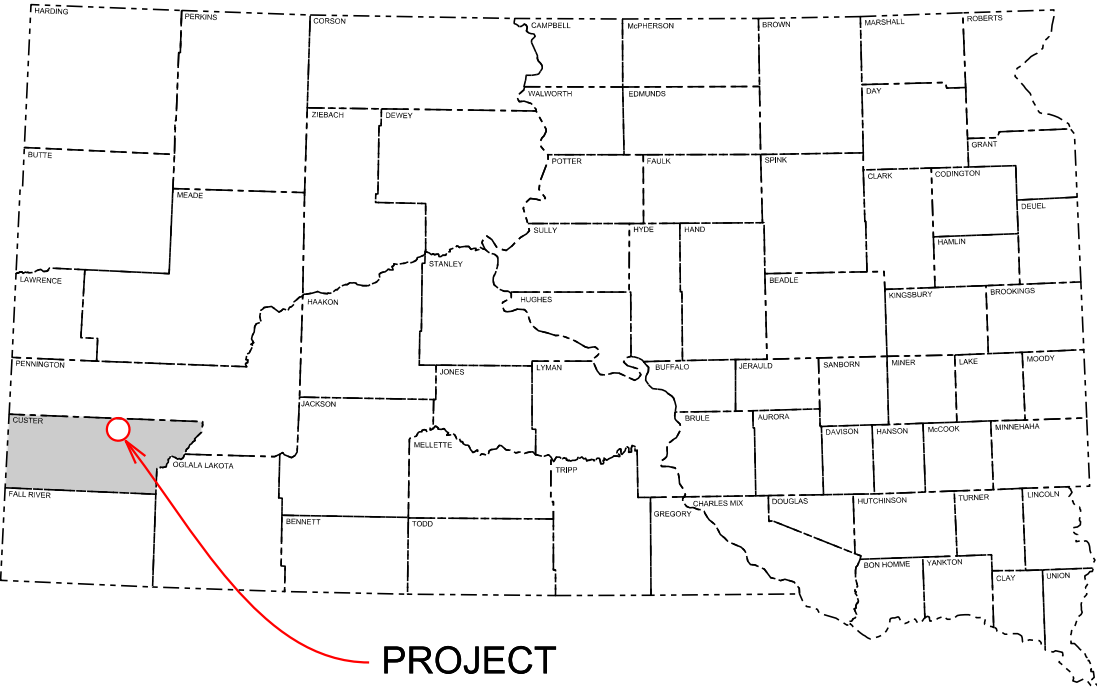 HARDING
PERKINS
CORSON
CAMPBELL
McPHERSON
BROWN
MARSHALL
ROBERTS
WALWORTH
EDMUNDS
DAY
ZIEBACH
DEWEY
GRANT
BUTTE
POTTER
FAULK
SPINK
CLARK
CODINGTON
MEADE
DEUEL
SULLY
HYDE
HAND
HAMLIN
STANLEY
LAWRENCE
BEADLE
HAAKON
HUGHES
KINGSBURY
BROOKINGS
PENNINGTON
JONES
LYMAN
BUFFALO
JERAULD
SANBORN
MINER
LAKE
MOODY
JACKSON
CUSTER
BRULE
AURORA
DAVISON
HANSON
McCOOK
MINNEHAHA
MELLETTE
OGLALA LAKOTA
TRIPP
FALL RIVER
GREGORY
CHARLES MIX
DOUGLAS
HUTCHINSON
TURNER
LINCOLN
BENNETT
TODD
BON HOMME
YANKTON
CLAY
UNION
PROJECT